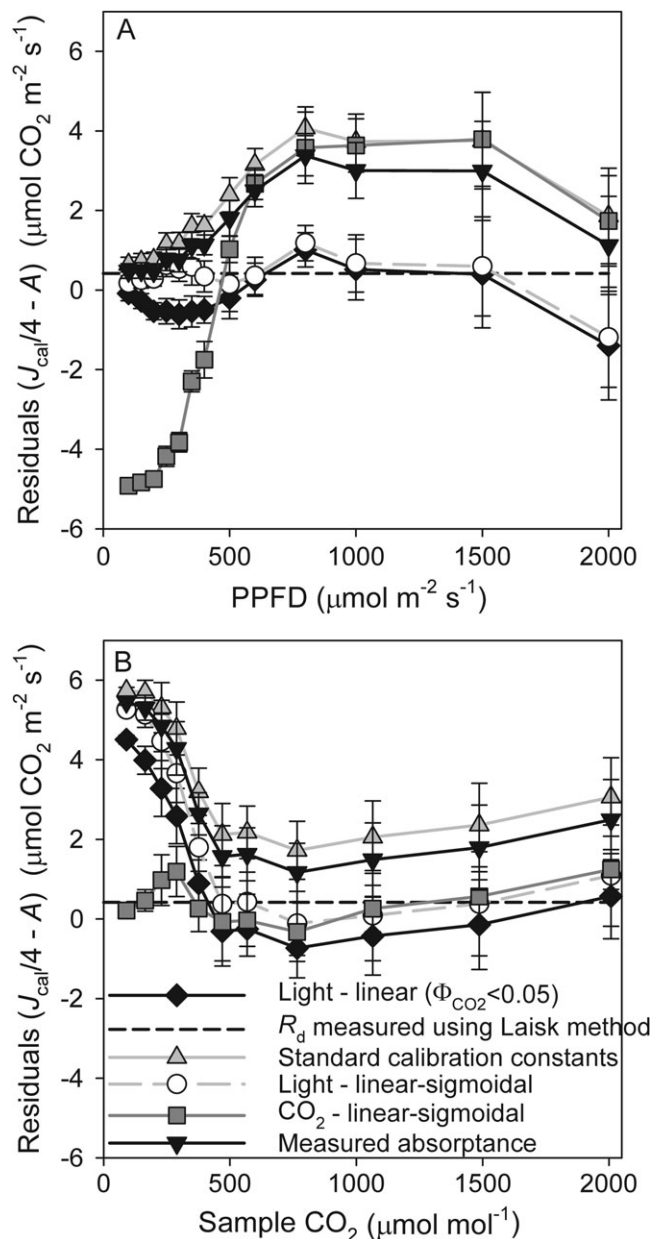 A
Residuals (Jcal/4 - A) (μmol CO2 m-2 s-1)
6
4
2
0
-2
-4
-6
0 500 1000 1500 2000
PPFD (μmol m-2 s-1)
B
Residuals (Jcal/4 - A) (μmol CO2 m-2 s-1)
6
4
2
0
-2
-4
-6
Light - linear (ΦCO2<0.05)
Rd measured using Laisk method
Standard calibration constants
Light - linear-sigmoidal
CO2 - linear-sigmoidal
Measured absorptance
0 500 1000 1500 2000
Sample CO2 (μmol mol-1)